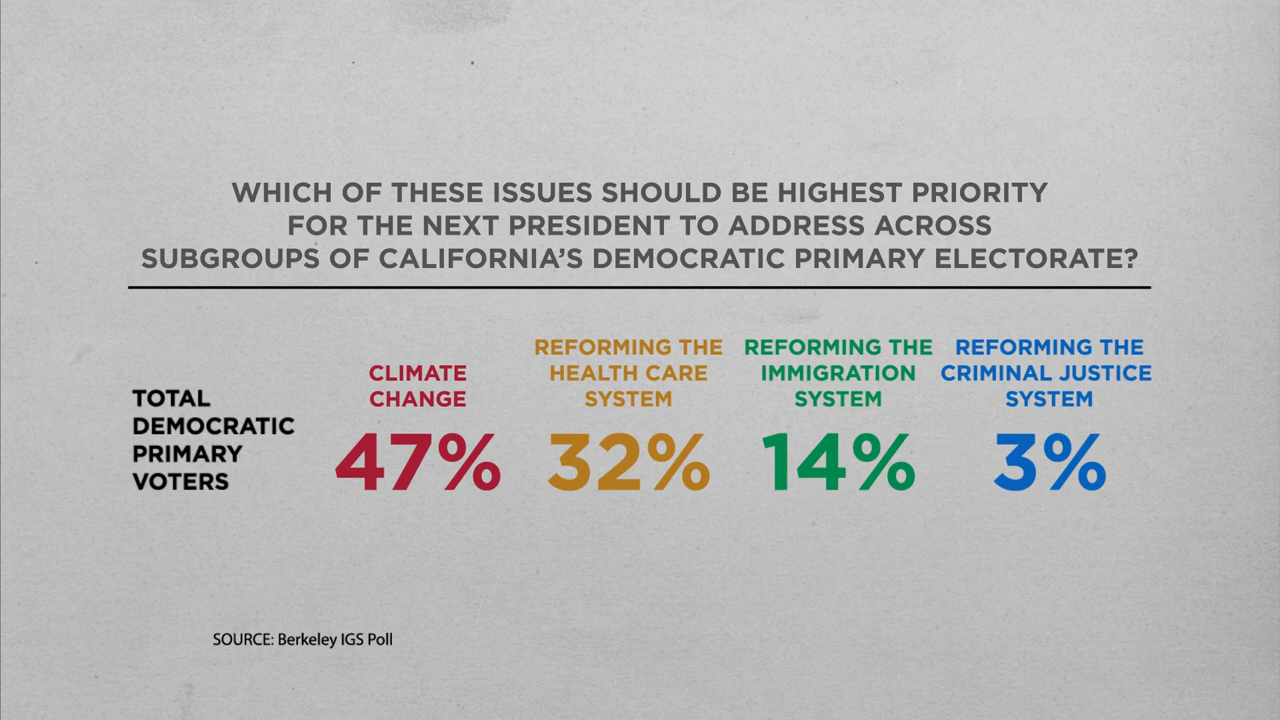 WHICH OF THESE ISSUES SHOULD BE HIGHEST PRIORITY
FOR THE NEXT PRESIDENT TO ADDRESS ACROSS
SUBGROUPS OF CALIFORNIA'S DEMOCRATIC PRIMARY ELECTORATE?
TOTAL
DEMOCRATIC
PRIMARY
VOTERS
CLIMATE
CHANGE
47%
REFORMING THE
HEALTH CARE
SYSTEM
32%
REFORMING THE
IMMIGRATION
SYSTEM
14%
REFORMING THE
CRIMINAL JUSTICE
SYSTEM
3%
SOURCE: Berkeley IGS Poll